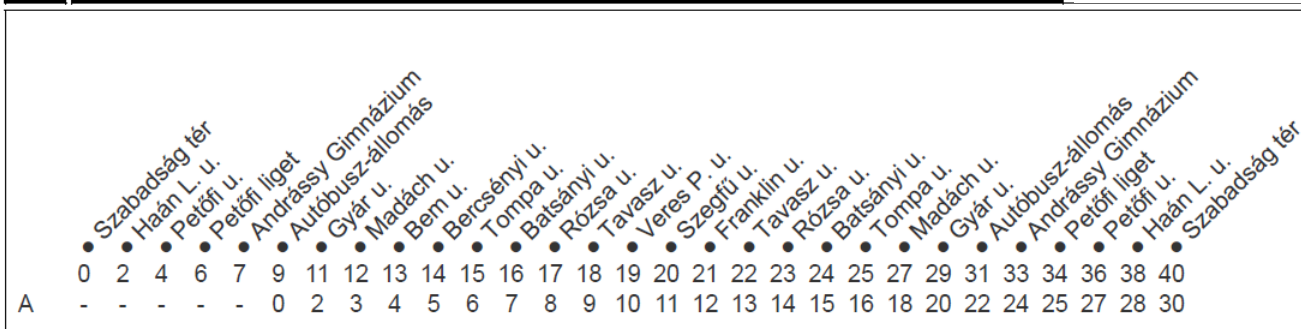 Szabadság tér
Haán L. u.
Petőfi u.
Petőfi liget
Andrássy Gimnázium
Autóbusz-állomás
Gyár u.
Madách u.
Bem u.
Bercsényi u.
Tompa u.
Batsányi u.
Rózsa u.
Tavasz u.
Veres P. u.
Szegfű u.
Franklin u.
Tavasz u.
Rózsa u.
Batsányi u.
Tompa u.
Madách u.
Gyár u.
Autóbusz-állomás
Andrássy Gimnázium
Petőfi liget
Petőfi u.
Haán L. u.
Szabadság tér
0 2 4 6 7 9 11 12 13 14 15 16 17 18 19 20 21 22 23 24 25 27 29 31 33 34 36 38 40
A - - - - - 0 2 3 4 5 6 7 8 9 10 11 12 13 14 15 16 18 20 22 24 25 27 28 30